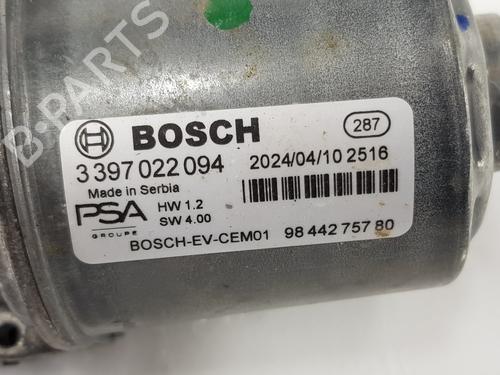 B-PARTS
BOSCH
287
3 397 022 094
2024/04/10 2516
Made in Serbia
PSA
GROUPE
HW 1.2
SW 4.00
BOSCH-EV-CEM01
98 442 757 80